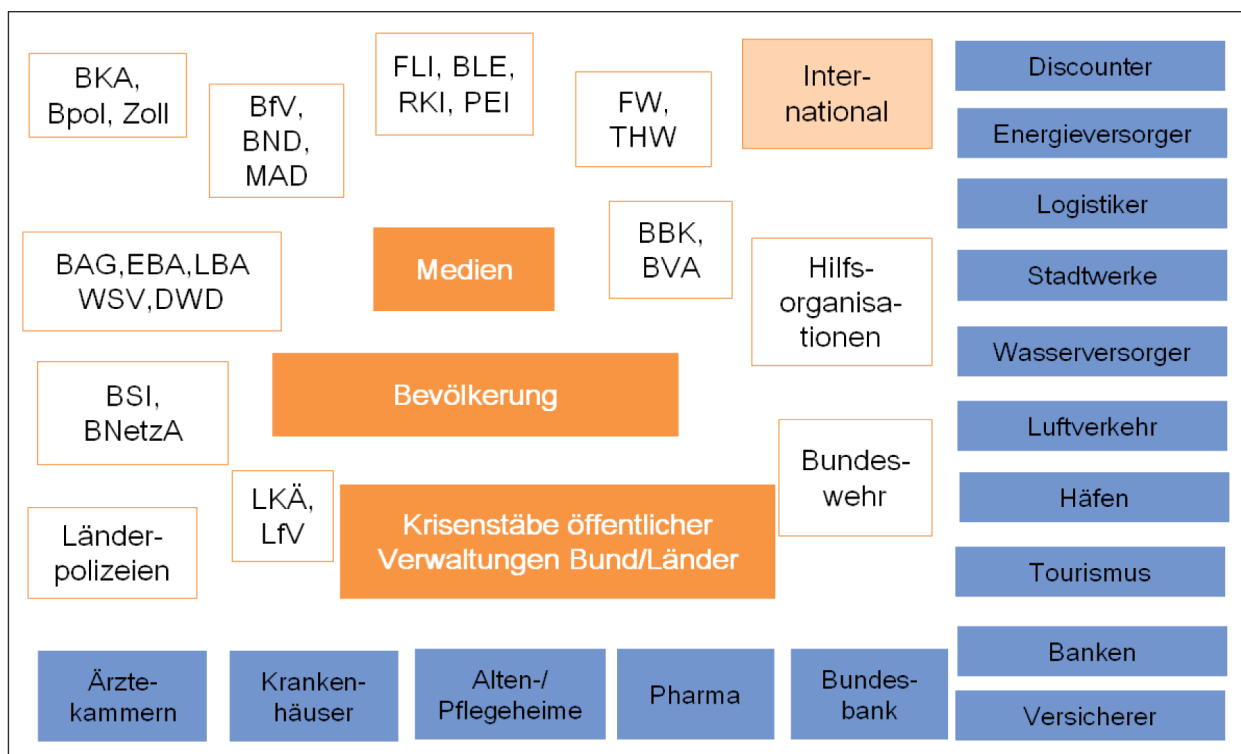 BKA,
Bpol, Zoll
BfV,
BND,
MAD
FLI, BLE,
RKI, PEI
FW,
THW
Inter-
national
Discounter
Energieversorger
Logistiker
Stadtwerke
Wasserversorger
Luftverkehr
Häfen
Tourismus
Banken
Versicherer
BAG,EBA,LBA
WSV,DWD
Medien
BBK,
BVA
Hilfs-
organisa-
tionen
BSI,
BNetzA
Bevölkerung
Bundes-
wehr
Länder-
polizeien
LKÄ,
LfV
Krisenstäbe öffentlicher
Verwaltungen Bund/Länder
Ärzte-
kammern
Kranken-
häuser
Alten-/
Pflegeheime
Pharma
Bundes-
bank